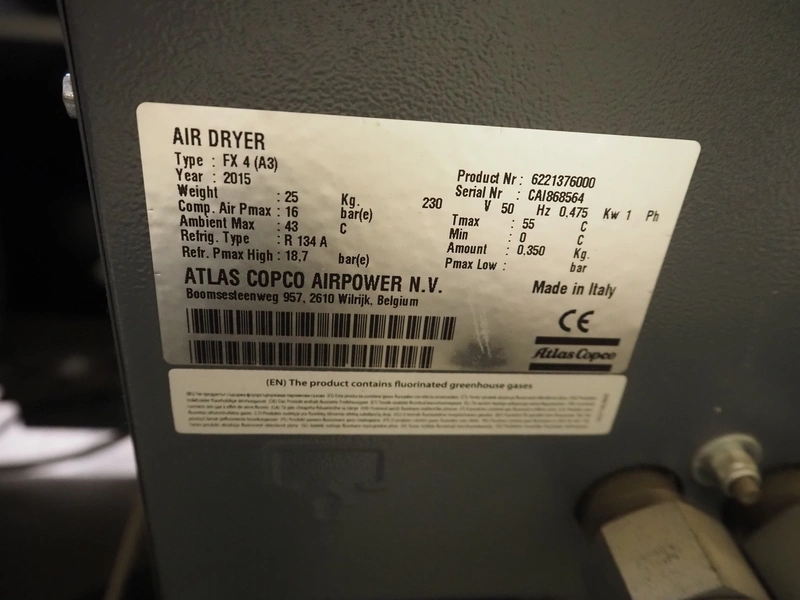 AIR DRYER
Type : FX 4 (A3)
Year : 2015
Product Nr : 6221376000
Serial Nr : CAI868564
Weight : 25 Kg.
230 V 50 Hz 0,475 Kw 1 Ph
Comp. Air Pmax : 16 bar(e)
Tmax : 55 C
Ambient Max : 43 C
Min : 0 C
Refrig. Type : R 134 A
Amount : 0,350 Kg.
Refr. Pmax High : 18,7 bar(e)
Pmax Low : bar
ATLAS COPCO AIRPOWER N.V.
Boomsesteenweg 957, 2610 Wilrijk, Belgium
Made in Italy
CE
Atlas Copco
(EN) The product contains fluorinated greenhouse gases